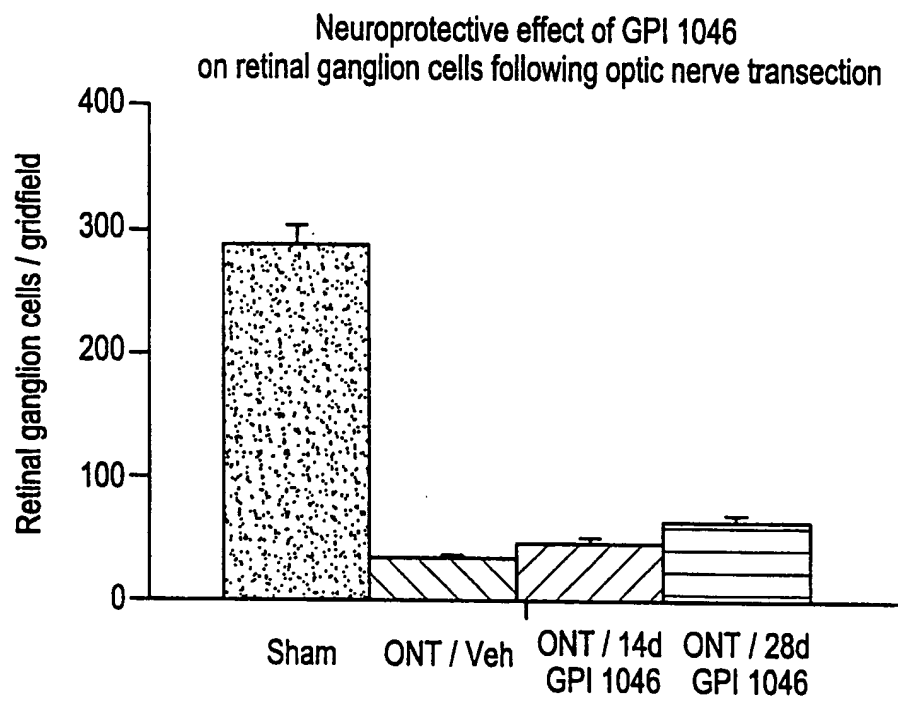 Neuroprotective effect of GPI 1046
on retinal ganglion cells following optic nerve transection
Retinal ganglion cells / gridfield
400
300
200
100
0
Sham
ONT / Veh
ONT / 14d
GPI 1046
ONT / 28d
GPI 1046